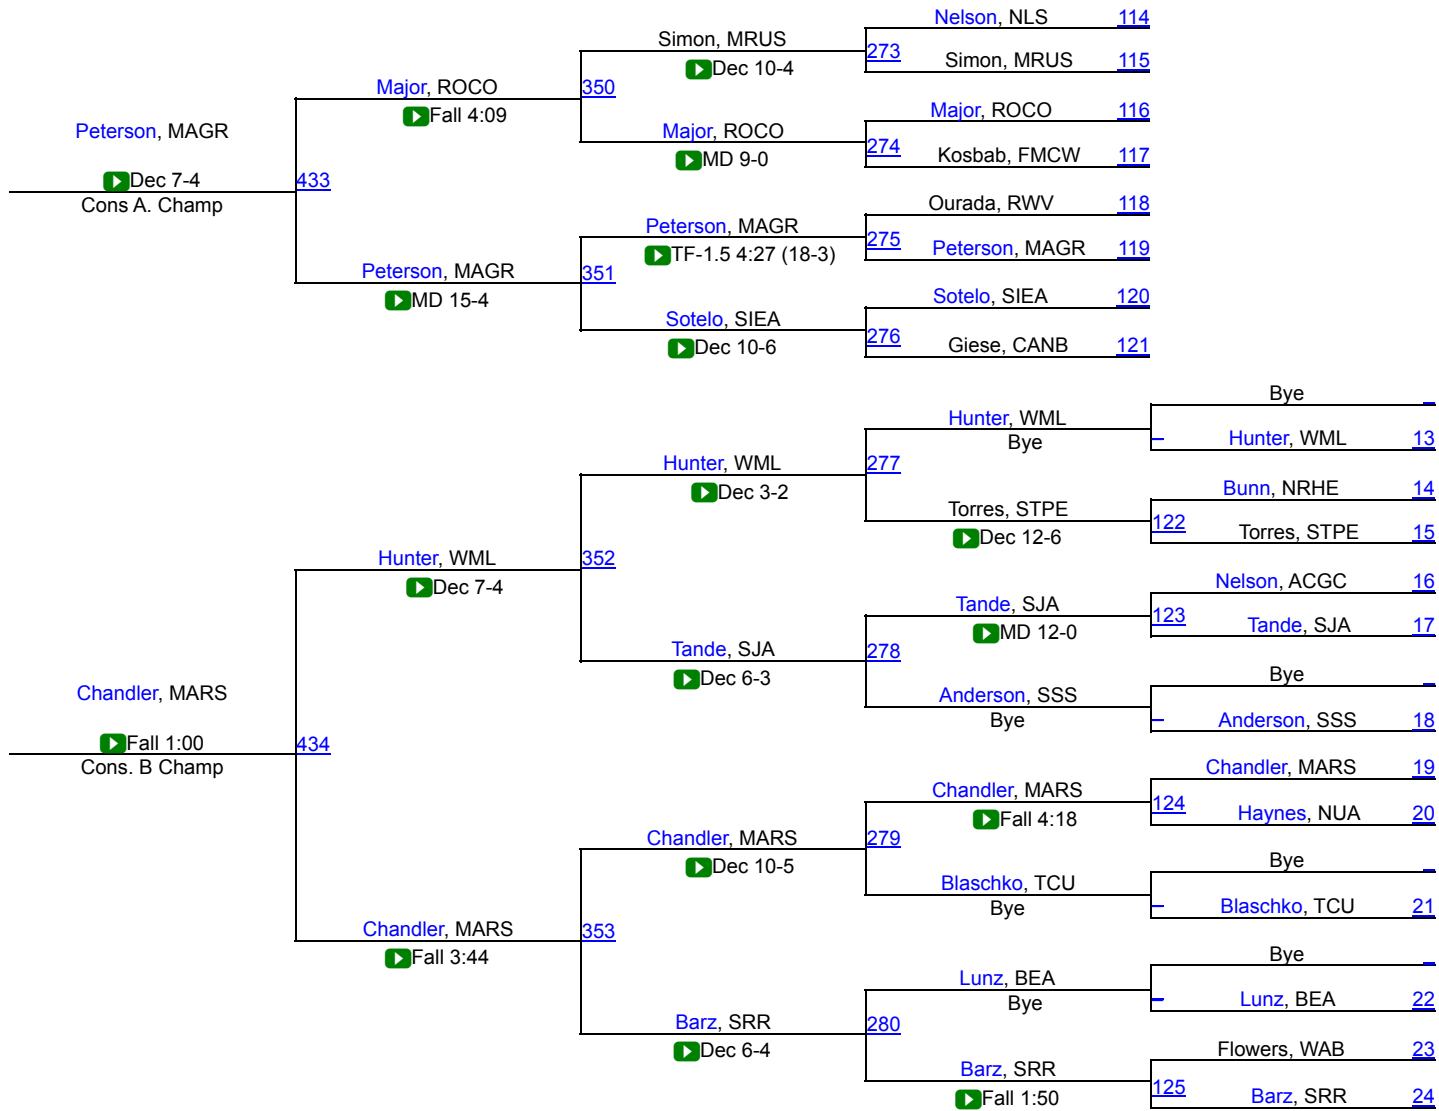 Nelson, NLS 114
Simon, MRUS
273
Dec 10-4
Simon, MRUS 115
Major, ROCO
350
Fall 4:09
Major, ROCO 116
Peterson, MAGR
Major, ROCO
274
MD 9-0
Kosbab, FMCW 117
Dec 7-4
433
Cons A. Champ
Ourada, RWV 118
Peterson, MAGR
275
TF-1.5 4:27 (18-3)
Peterson, MAGR 119
Peterson, MAGR
351
MD 15-4
Sotelo, SIEA 120
Sotelo, SIEA
276
Dec 10-6
Giese, CANB 121
Bye
Hunter, WML
Bye
Hunter, WML 13
Hunter, WML
277
Dec 3-2
Bunn, NRHE 14
Torres, STPE
122
Dec 12-6
Torres, STPE 15
Hunter, WML
352
Dec 7-4
Nelson, ACGC 16
Tande, SJA
123
MD 12-0
Tande, SJA 17
Tande, SJA
278
Dec 6-3
Bye
Chandler, MARS
Anderson, SSS
Bye
Anderson, SSS 18
Fall 1:00
434
Cons. B Champ
Chandler, MARS 19
Chandler, MARS
124
Fall 4:18
Haynes, NUA 20
Chandler, MARS
279
Dec 10-5
Bye
Blaschko, TCU
Bye
Blaschko, TCU 21
Chandler, MARS
353
Fall 3:44
Bye
Lunz, BEA
Bye
Lunz, BEA 22
Barz, SRR
280
Dec 6-4
Flowers, WAB 23
Barz, SRR
125
Fall 1:50
Barz, SRR 24